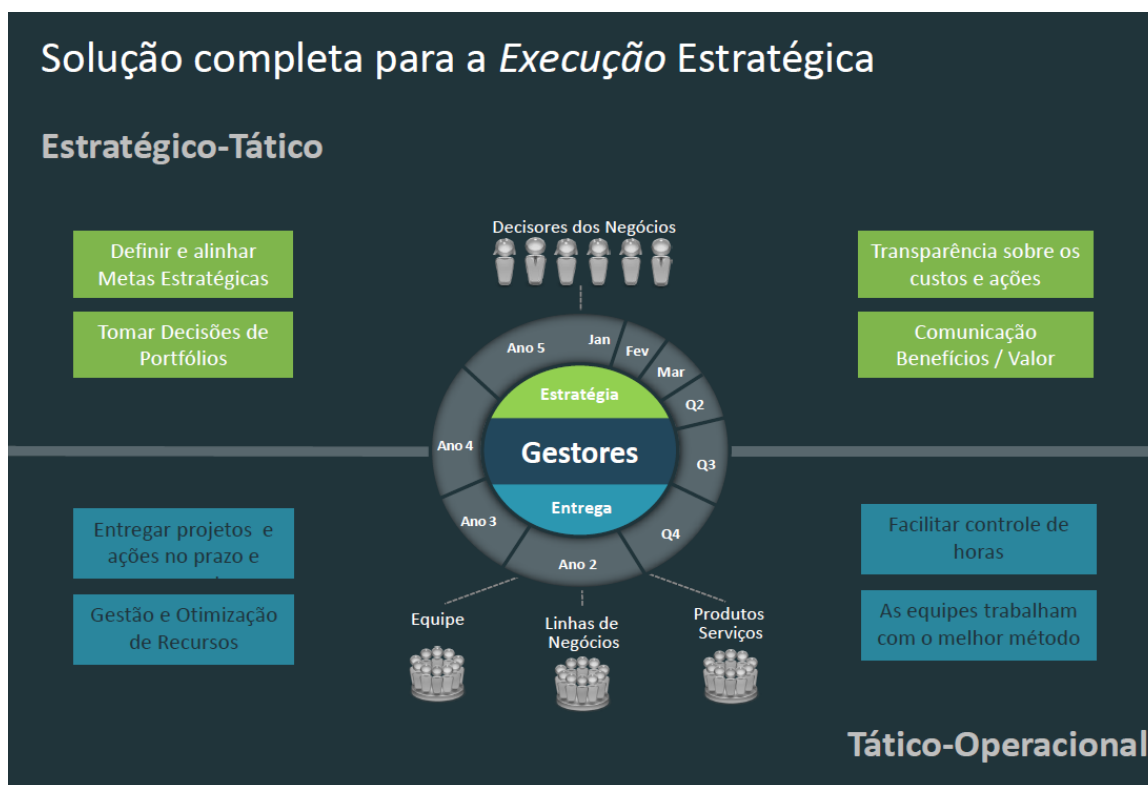 Solução completa para a Execução Estratégica
Estratégico-Tático
Decisores dos Negócios
Definir e alinhar
Metas Estratégicas
Tomar Decisões de
Portfólios
Transparência sobre os
custos e ações
Comunicação
Benefícios / Valor
Jan
Fev
Mar
Q2
Q3
Q4
Ano 2
Ano 3
Ano 4
Ano 5
Estratégia
Gestores
Entrega
Entregar projetos e
ações no prazo e
Gestão e Otimização
de Recursos
Facilitar controle de
horas
As equipes trabalham
com o melhor método
Equipe
Linhas de
Negócios
Produtos
Serviços
Tático-Operacional